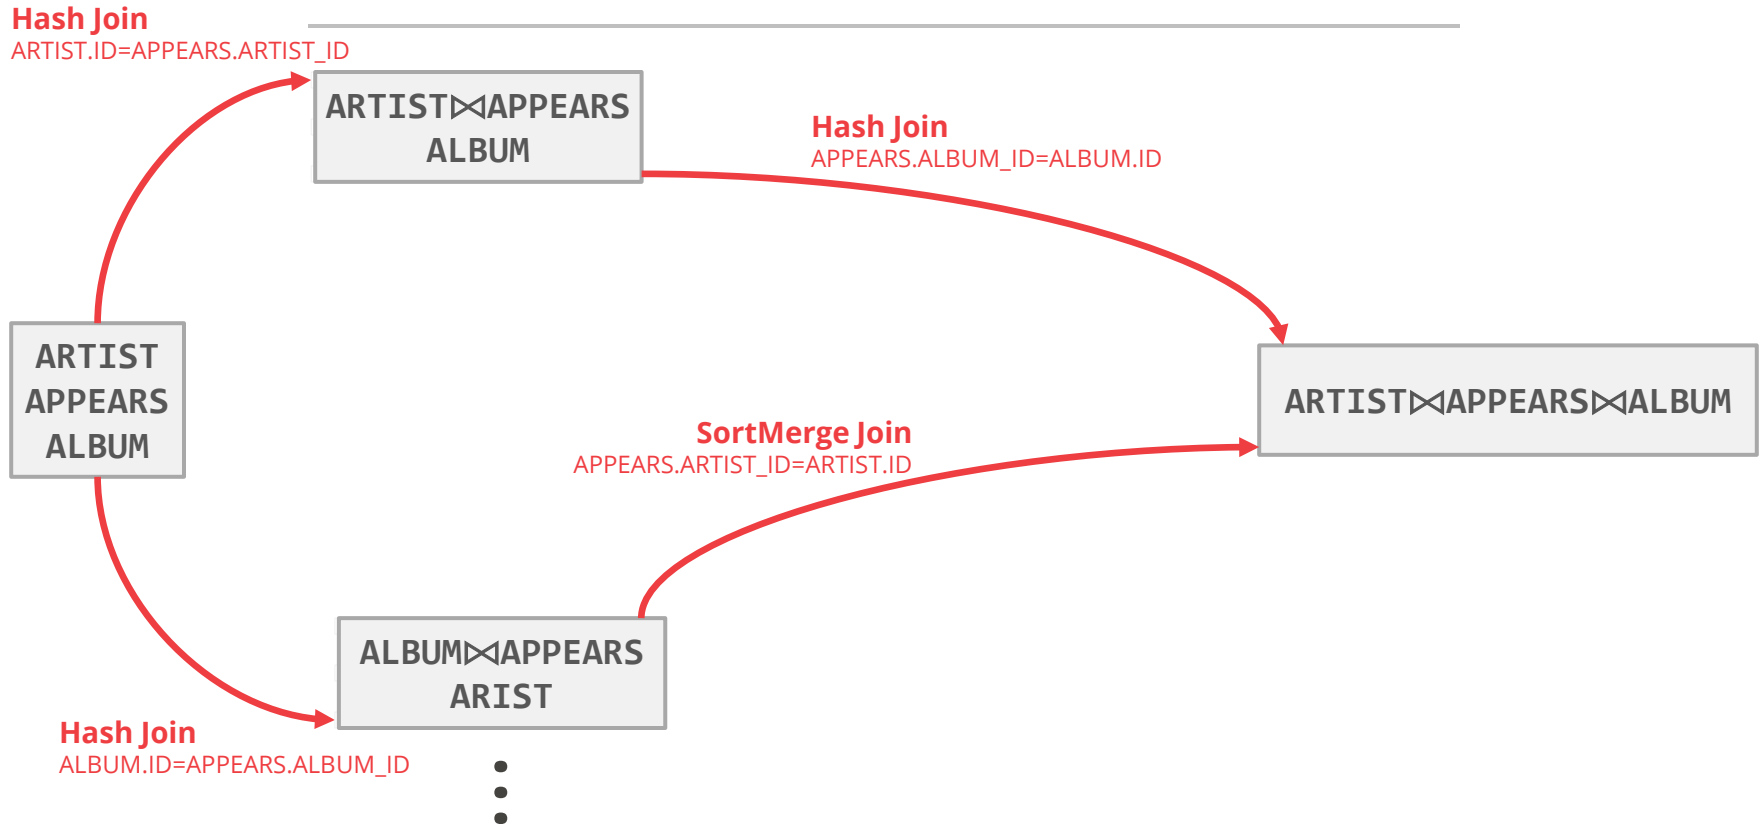 Hash Join
ARTIST.ID=APPEARS.ARTIST_ID
ARTIST⋈APPEARS
ALBUM
Hash Join
APPEARS.ALBUM_ID=ALBUM.ID
ARTIST
APPEARS
ALBUM
ARTIST⋈APPEARS⋈ALBUM
SortMerge Join
APPEARS.ARTIST_ID=ARTIST.ID
ALBUM⋈APPEARS
ARIST
Hash Join
ALBUM.ID=APPEARS.ALBUM_ID